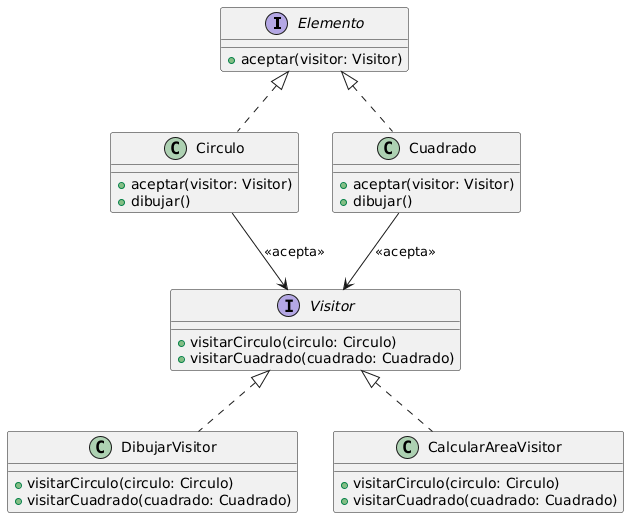 I Elemento
aceptar(visitor: Visitor)
C Circulo
aceptar(visitor: Visitor)
dibujar()
C Cuadrado
aceptar(visitor: Visitor)
dibujar()
«acepta»
«acepta»
I Visitor
visitarCirculo(circulo: Circulo)
visitarCuadrado(cuadrado: Cuadrado)
C DibujarVisitor
visitarCirculo(circulo: Circulo)
visitarCuadrado(cuadrado: Cuadrado)
C CalcularAreaVisitor
visitarCirculo(circulo: Circulo)
visitarCuadrado(cuadrado: Cuadrado)